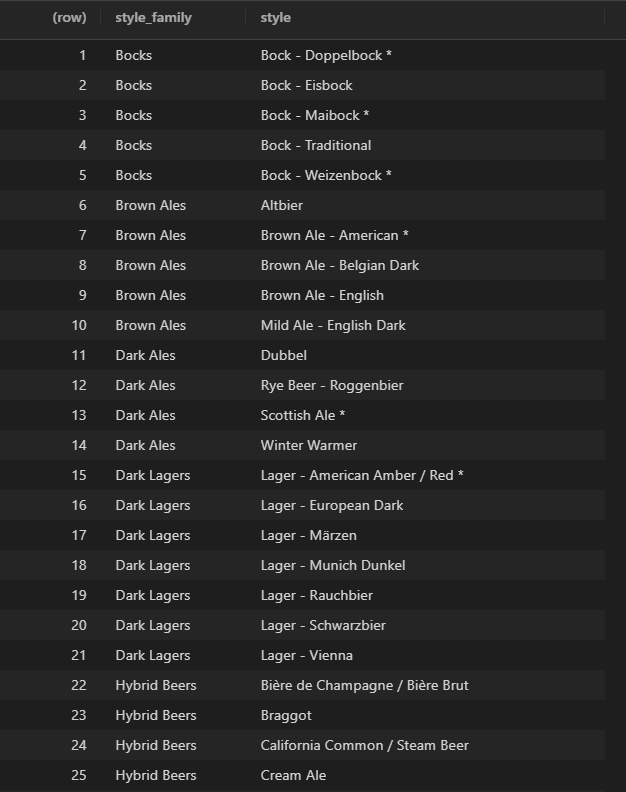 (row) style_family style
1 Bocks Bock - Doppelbock *
2 Bocks Bock - Eisbock
3 Bocks Bock - Maibock *
4 Bocks Bock - Traditional
5 Bocks Bock - Weizenbock *
6 Brown Ales Altbier
7 Brown Ales Brown Ale - American *
8 Brown Ales Brown Ale - Belgian Dark
9 Brown Ales Brown Ale - English
10 Brown Ales Mild Ale - English Dark
11 Dark Ales Dubbel
12 Dark Ales Rye Beer - Roggenbier
13 Dark Ales Scottish Ale *
14 Dark Ales Winter Warmer
15 Dark Lagers Lager - American Amber / Red *
16 Dark Lagers Lager - European Dark
17 Dark Lagers Lager - Märzen
18 Dark Lagers Lager - Munich Dunkel
19 Dark Lagers Lager - Rauchbier
20 Dark Lagers Lager - Schwarzbier
21 Dark Lagers Lager - Vienna
22 Hybrid Beers Bière de Champagne / Bière Brut
23 Hybrid Beers Braggot
24 Hybrid Beers California Common / Steam Beer
25 Hybrid Beers Cream Ale